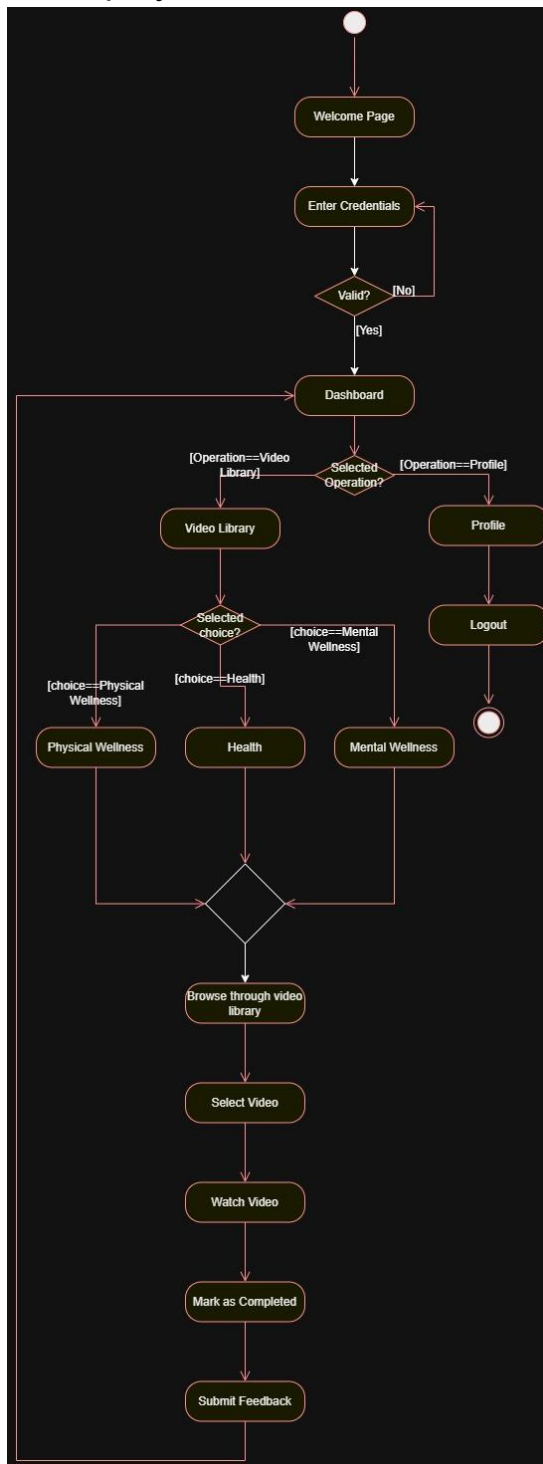 Welcome Page
Enter Credentials
Valid?
[No]
[Yes]
Dashboard
[Operation==Video
Library]
Selected
Operation?
[Operation==Profile]
Video Library
Profile
Selected
choice?
Logout
[choice==Mental
Wellness]
[choice==Health]
[choice==Physical
Wellness]
Physical Wellness
Health
Mental Wellness
Browse through video
library
Select Video
Watch Video
Mark as Completed
Submit Feedback